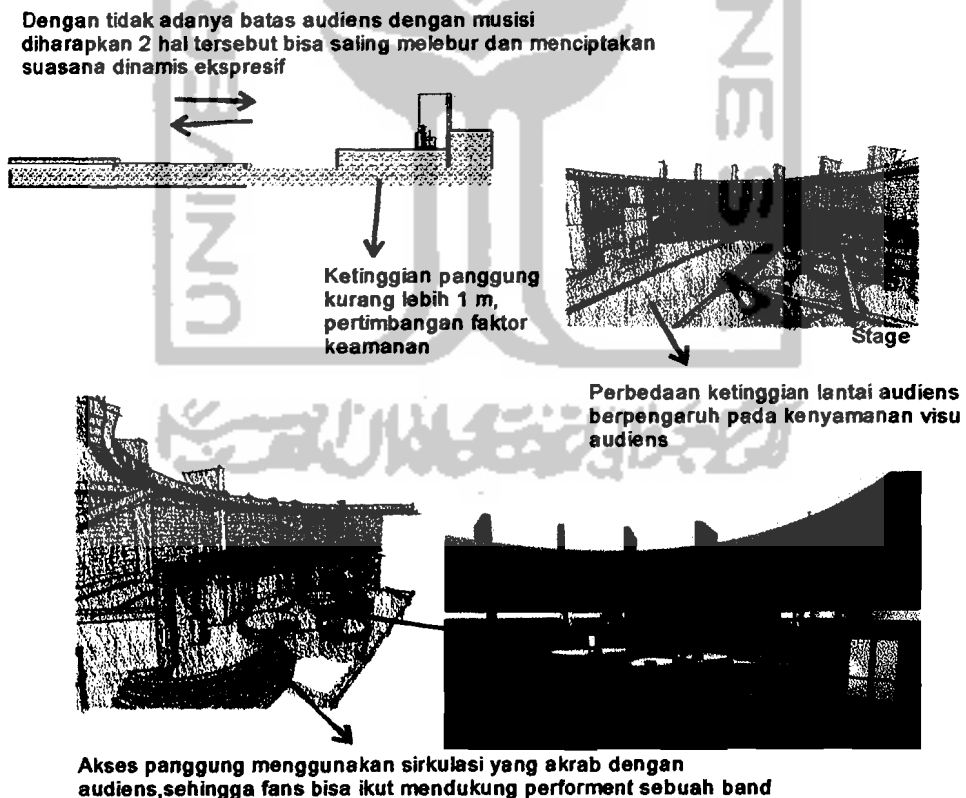 Dengan tidak adanya batas audiens dengan musisi
diharapkan 2 hal tersebut bisa saling melebur dan menciptakan
suasana dinamis ekspresif
Ketinggian panggung
kurang lebih 1 m,
pertimbangan faktor
keamanan
Stage
Perbedaan ketinggian lantai audiens
berpengaruh pada kenyamanan visu
audiens
Akses panggung menggunakan sirkulasi yang akrab dengan
audiens,sehingga fans bisa ikut mendukung performent sebuah band